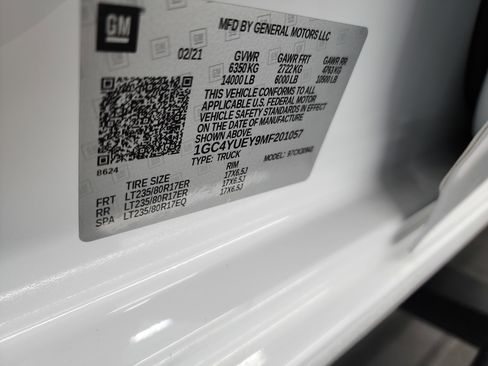 GM
MFD BY GENERAL MOTORS LLC
02/21 GVWR GAWR FRT GAWR RR
6350 KG 2722 KG 4763 KG
14000 LB 6000 LB 10500 LB
THIS VEHICLE CONFORMS TO ALL
APPLICABLE U.S. FEDERAL MOTOR
VEHICLE SAFETY STANDARDS IN EFFECT
ON THE DATE OF MANUFACTURE
SHOWN ABOVE
1GC4YUEY9MF201057
TYPE: TRUCK MODEL:
8624
TIRE SIZE RIM
FRT LT235/80R17ER 17X6.5J
RR LT235/80R17ER 17X6.5J
SPA LT235/80R17EQ 17X6.5J